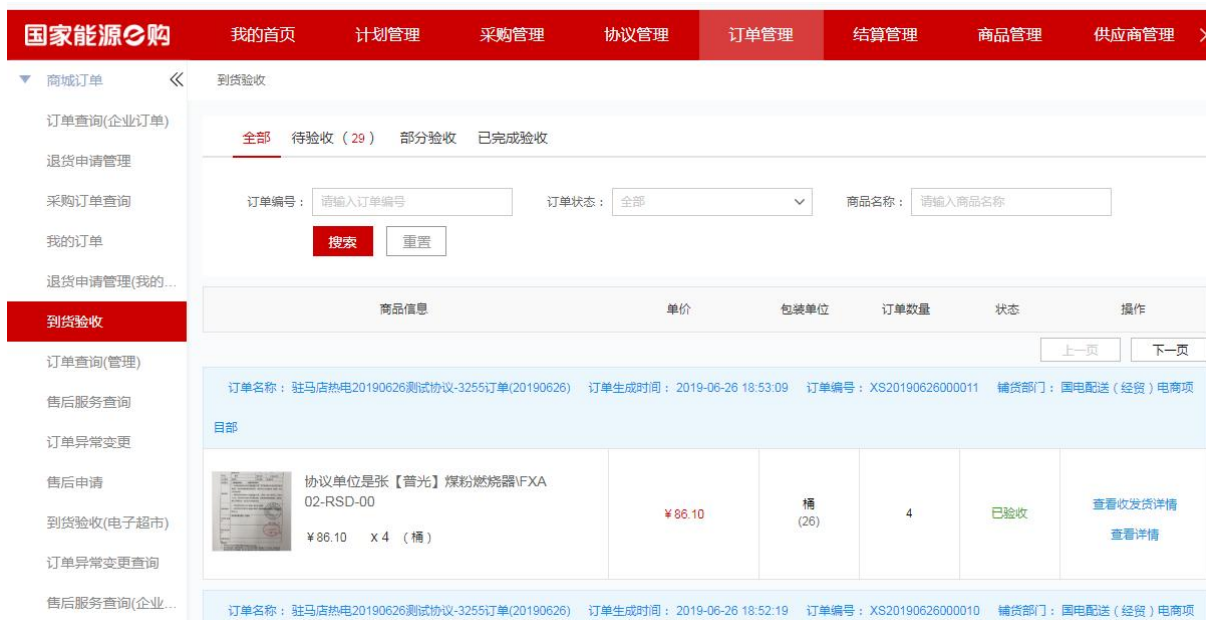 国家能源e购 我的首页 计划管理 采购管理 协议管理 订单管理 结算管理 商品管理 供应商管理
商城订单 到货验收
订单查询(企业订单)
全部 待验收（29） 部分验收 已完成验收
退货申请管理
采购订单查询 订单编号： 请输入订单编号 订单状态： 全部 商品名称： 请输入商品名称
我的订单 搜索 重置
退货申请管理(我的...
到货验收 商品信息 单价 包装单位 订单数量 状态 操作
上一页 下一页
订单查询(管理)
订单名称： 驻马店热电20190626测试协议-3255订单(20190626) 订单生成时间： 2019-06-26 18:53:09 订单编号： XS20190626000011 铺货部门： 国电配送（经贸）电商项
售后服务查询
目部
订单异常变更
售后申请 协议单位是张【普光】煤粉燃烧器\FXA
02-RSD-00
¥86.10 x 4 （桶）
¥86.10 桶
(26) 4 已验收 查看收发货详情
查看详情
到货验收(电子超市)
订单异常变更查询
售后服务查询(企业...
订单名称： 驻马店热电20190626测试协议-3255订单(20190626) 订单生成时间： 2019-06-26 18:52:19 订单编号： XS20190626000010 铺货部门： 国电配送（经贸）电商项